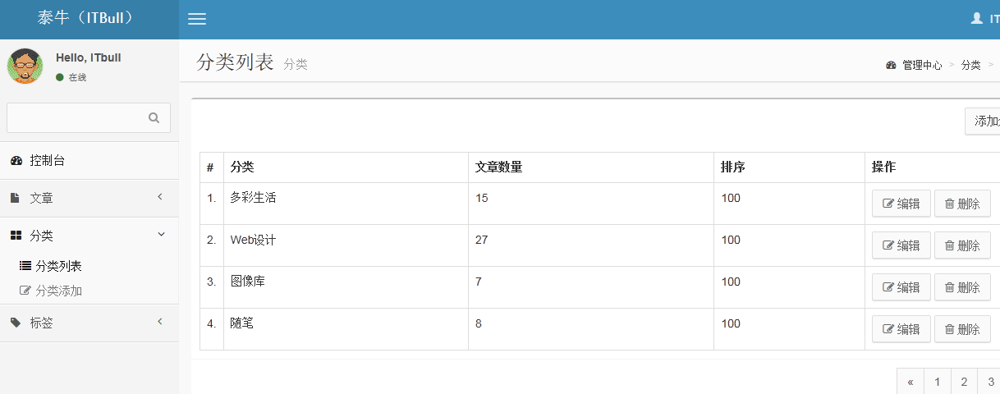 泰牛（ITBull）
IT
Hello, ITbull
在线
控制台
文章
分类
分类列表
分类添加
标签
分类列表 分类
管理中心 > 分类 >
添加
# 分类 文章数量 排序 操作
1. 多彩生活 15 100 编辑 删除
2. Web设计 27 100 编辑 删除
3. 图像库 7 100 编辑 删除
4. 随笔 8 100 编辑 删除
« 1 2 3